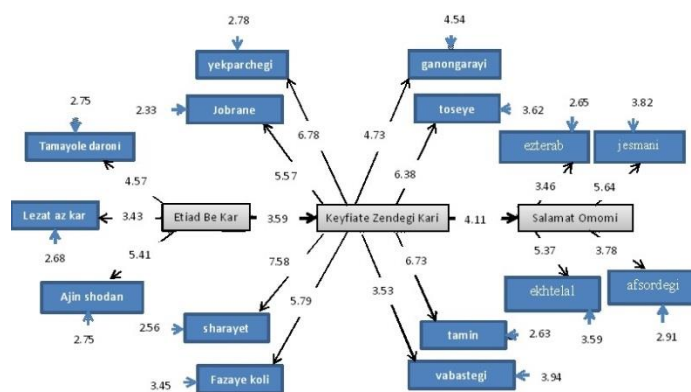 2.78
4.54
yekparchegi
ganongarayi
2.75
2.33
Jobrane
toseye
3.62
2.65
3.82
Tamayole daroni
6.78
4.73
ezterab
jesmani
4.57
5.57
6.38
3.46
5.64
Lezat az kar
3.43
Etiad Be Kar
3.59
Keyfiate Zendegi Kari
4.11
Salamat Omomi
2.68
5.41
7.58
6.73
5.37
3.78
Ajin shodan
5.79
3.53
ekhtelal
afsordegi
2.75
2.56
sharayet
tamin
2.63
3.59
2.91
3.45
Fazaye koli
vabastegi
3.94